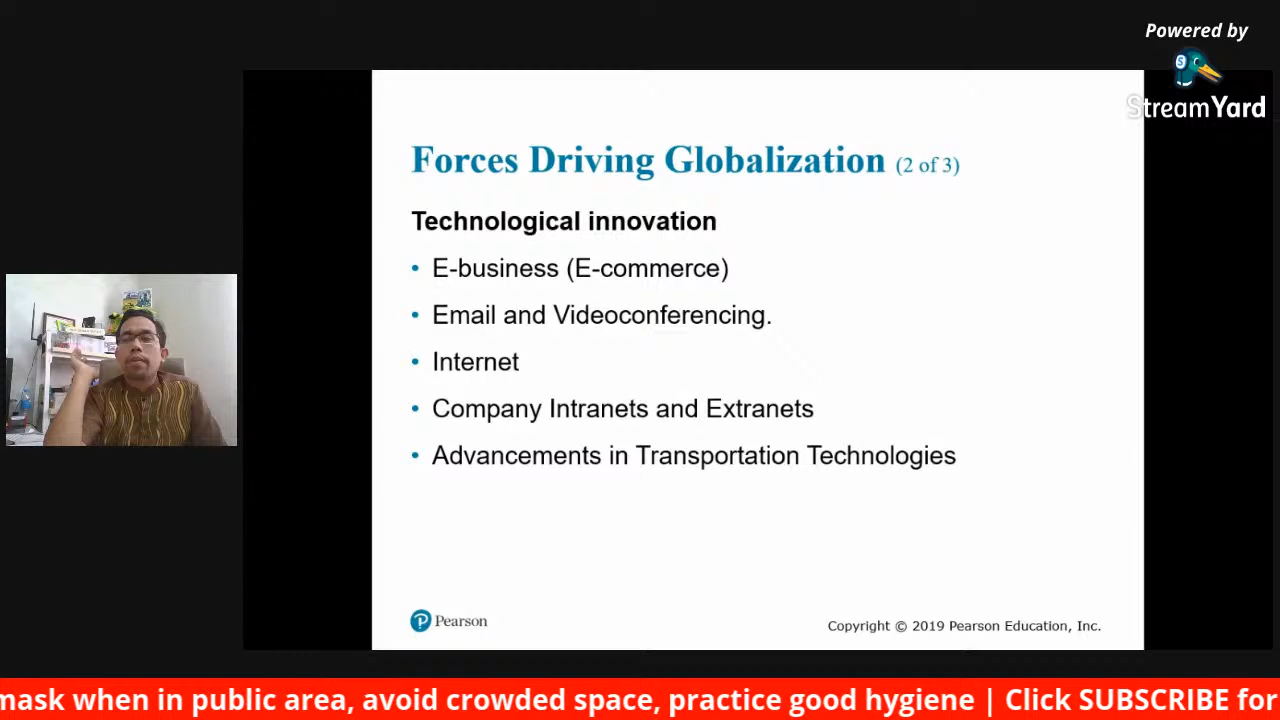 Powered by
StreamYard
Forces Driving Globalization (2 of 3)
Technological innovation
• E-business (E-commerce)
• Email and Videoconferencing.
• Internet
• Company Intranets and Extranets
• Advancements in Transportation Technologies
Pearson
Copyright © 2019 Pearson Education, Inc.
mask when in public area, avoid crowded space, practice good hygiene | Click SUBSCRIBE for